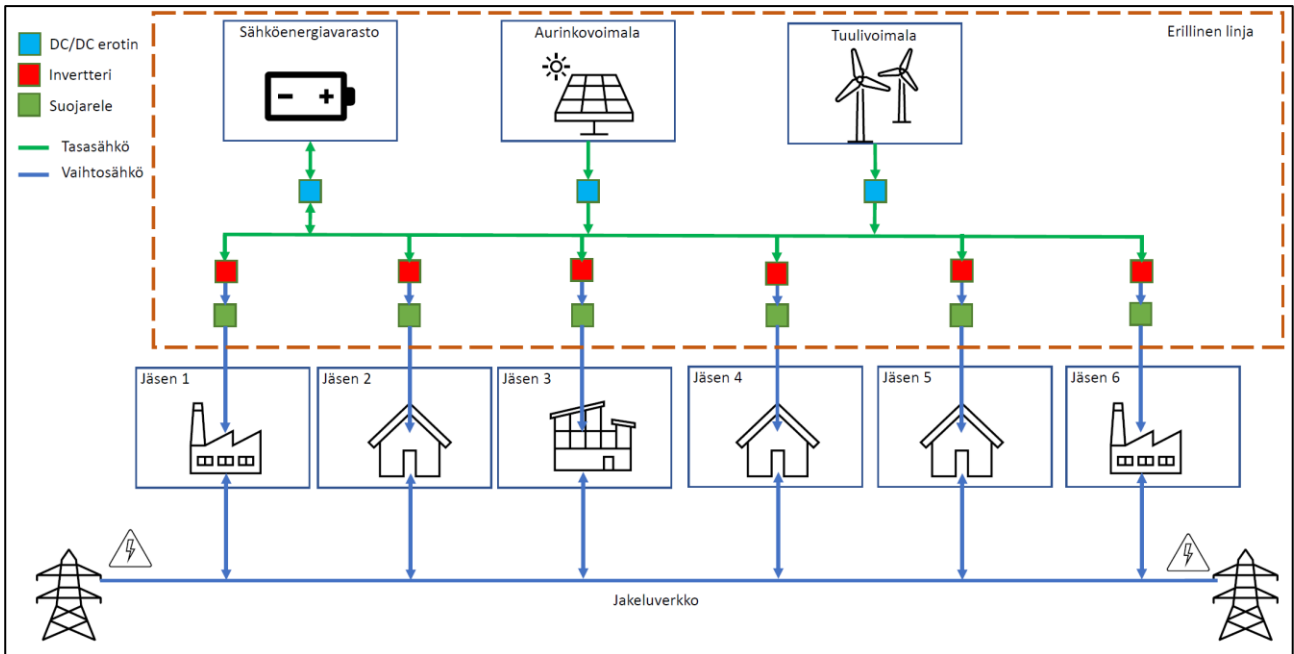 Sähköenergiavarasto
Aurinkovoimala
Tuulivoimala
Erillinen linja
DC/DC erotin
Invertteri
Suojarele
Tasasähkö
Vaihtosähkö
Jäsen 1
Jäsen 2
Jäsen 3
Jäsen 4
Jäsen 5
Jäsen 6
Jakeluverkko